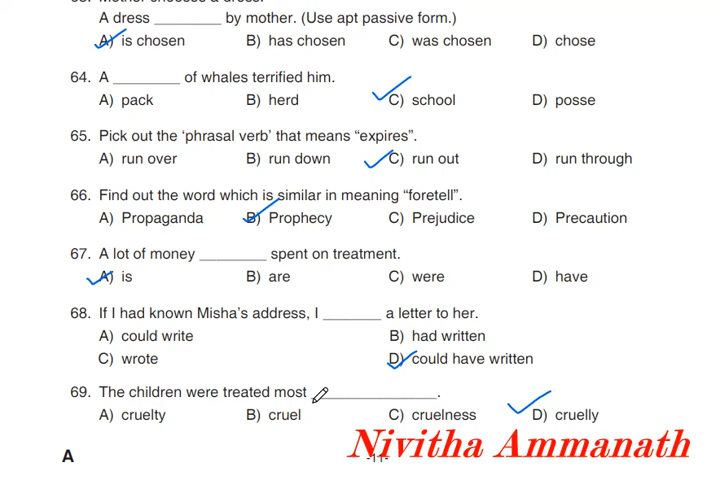 A dress __________ by mother. (Use apt passive form.)
A) is chosen B) has chosen C) was chosen D) chose
64. A __________ of whales terrified him.
A) pack B) herd C) school D) posse
65. Pick out the ‘phrasal verb’ that means “expires”.
A) run over B) run down C) run out D) run through
66. Find out the word which is similar in meaning “foretell”.
A) Propaganda B) Prophecy C) Prejudice D) Precaution
67. A lot of money __________ spent on treatment.
A) is B) are C) were D) have
68. If I had known Misha’s address, I ________ a letter to her.
A) could write B) had written
C) wrote D) could have written
69. The children were treated most __________________.
A) cruelty B) cruel C) cruelness D) cruelly
Nivitha Ammanath
A -11-